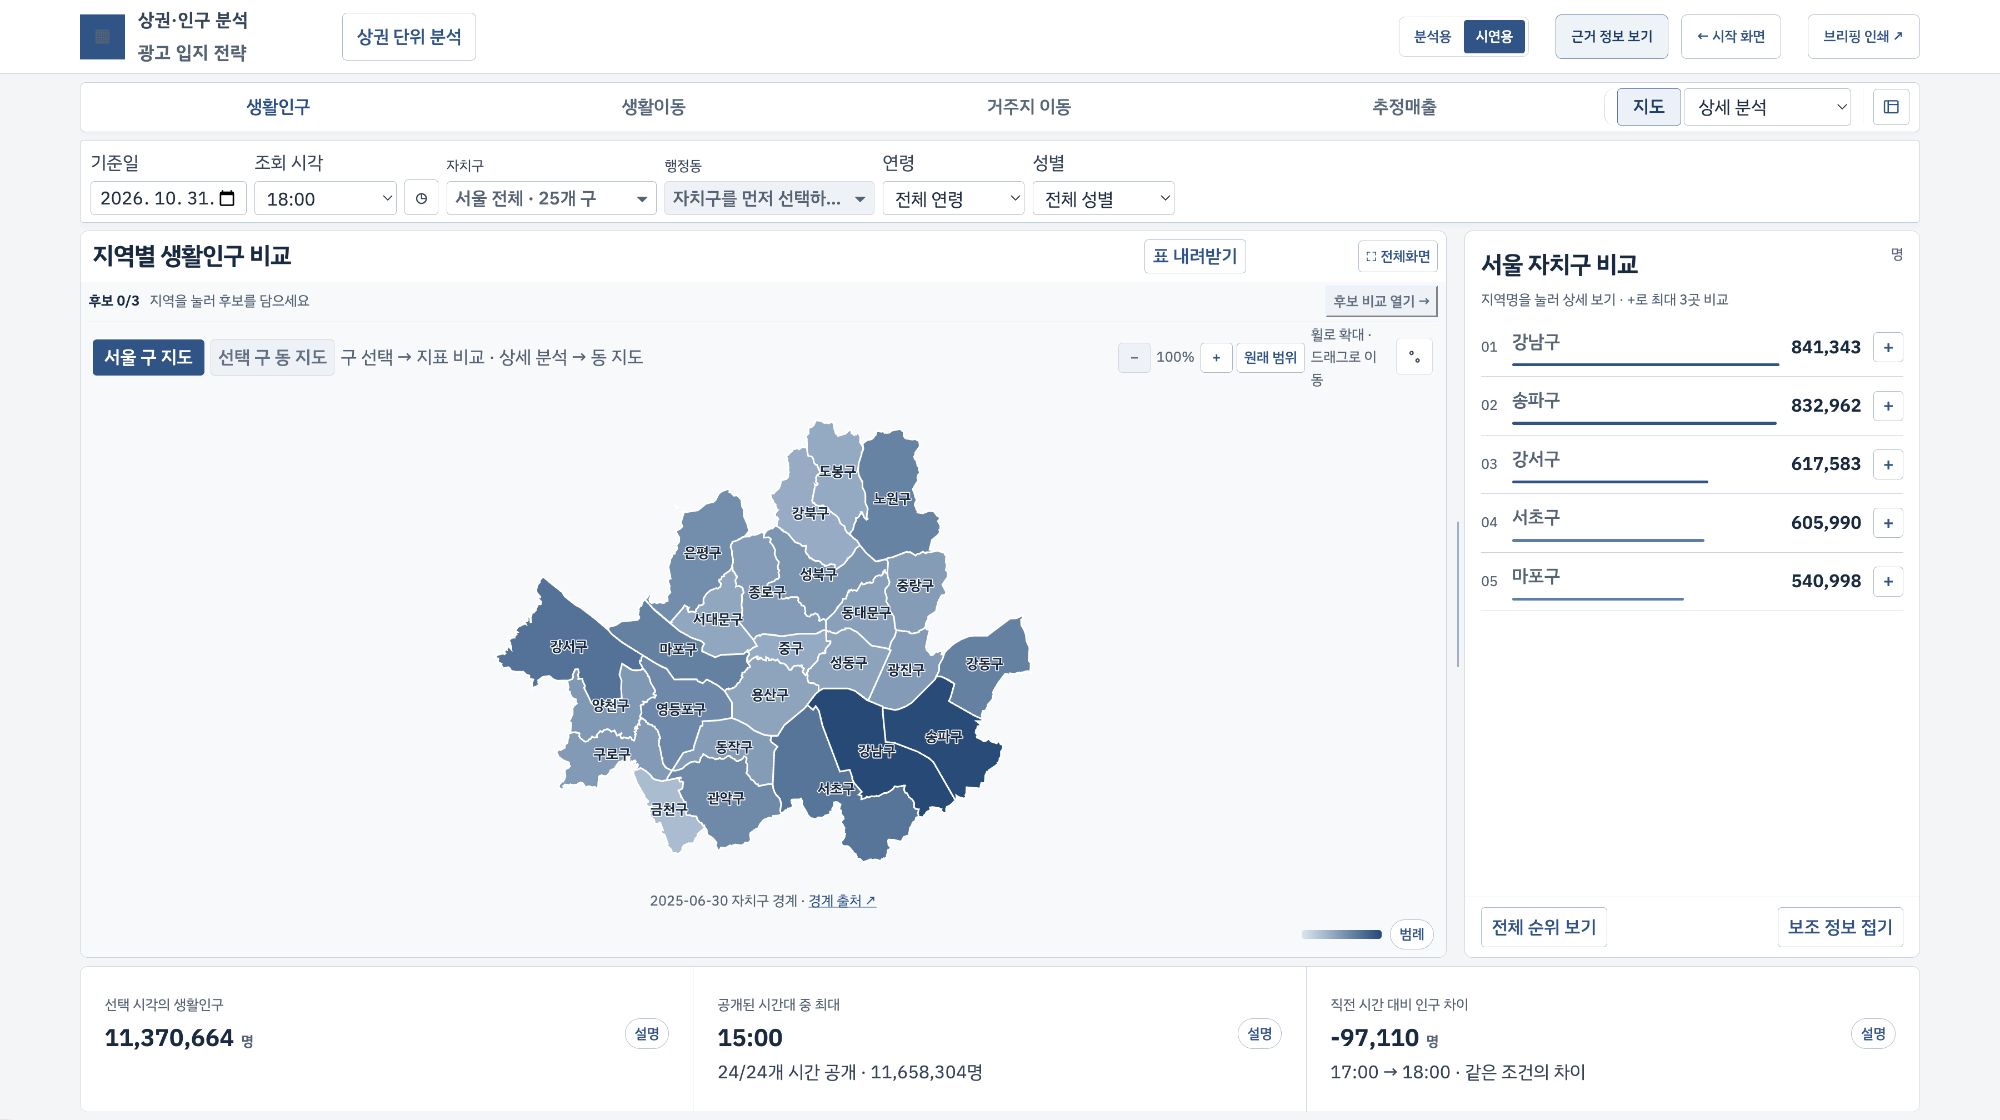 상권·인구 분석
광고 입지 전략
상권 단위 분석
분석용
시연용
근거 정보 보기
← 시작 화면
브리핑 인쇄 ↗
생활인구
생활이동
거주지 이동
추정매출
지도
상세 분석
기준일
조회 시각
자치구
행정동
연령
성별
2026. 10. 31.
18:00
서울 전체 · 25개 구
자치구를 먼저 선택하...
전체 연령
전체 성별
지역별 생활인구 비교
표 내려받기
전체화면
후보 0/3 지역을 눌러 후보를 담으세요
후보 비교 열기 →
서울 구 지도
선택 구 동 지도
구 선택 → 지표 비교 · 상세 분석 → 동 지도
− 100% +
원래 범위
휠로 확대 ·
드래그로 이
동
도봉구
노원구
강북구
은평구
성북구
종로구
중랑구
동대문구
서대문구
강서구
마포구
중구
성동구
광진구
강동구
용산구
양천구
영등포구
송파구
동작구
강남구
구로구
서초구
관악구
금천구
2025-06-30 자치구 경계 · 경계 출처 ↗
범례
서울 자치구 비교
명
지역명을 눌러 상세 보기 · +로 최대 3곳 비교
01 강남구 841,343 +
02 송파구 832,962 +
03 강서구 617,583 +
04 서초구 605,990 +
05 마포구 540,998 +
전체 순위 보기
보조 정보 접기
선택 시각의 생활인구
11,370,664 명
설명
공개된 시간대 중 최대
15:00
설명
24/24개 시간 공개 · 11,658,304명
직전 시간 대비 인구 차이
-97,110 명
설명
17:00 → 18:00 · 같은 조건의 차이